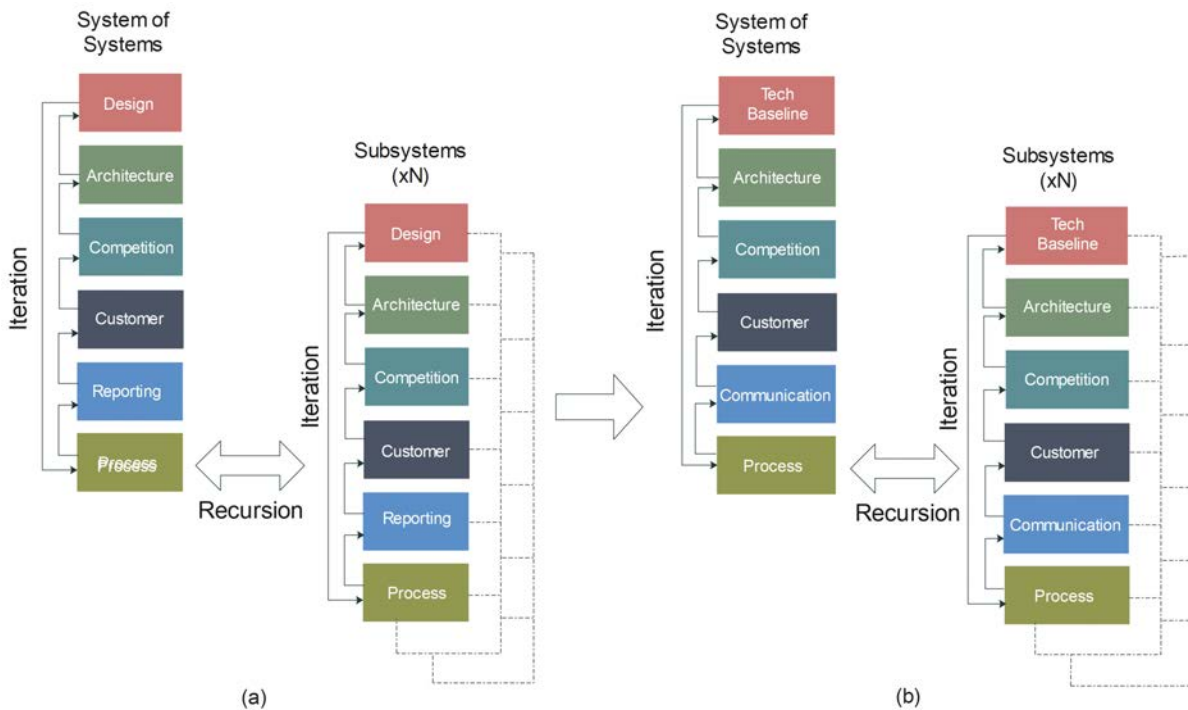 System of
Systems
Design
Architecture
Competition
Customer
Reporting
Process
Process
Iteration
Recursion
Subsystems
(xN)
Design
Architecture
Competition
Customer
Reporting
Process
Iteration
(a)
System of
Systems
Tech
Baseline
Architecture
Competition
Customer
Communication
Process
Iteration
Recursion
Subsystems
(xN)
Tech
Baseline
Architecture
Competition
Customer
Communication
Process
Iteration
(b)